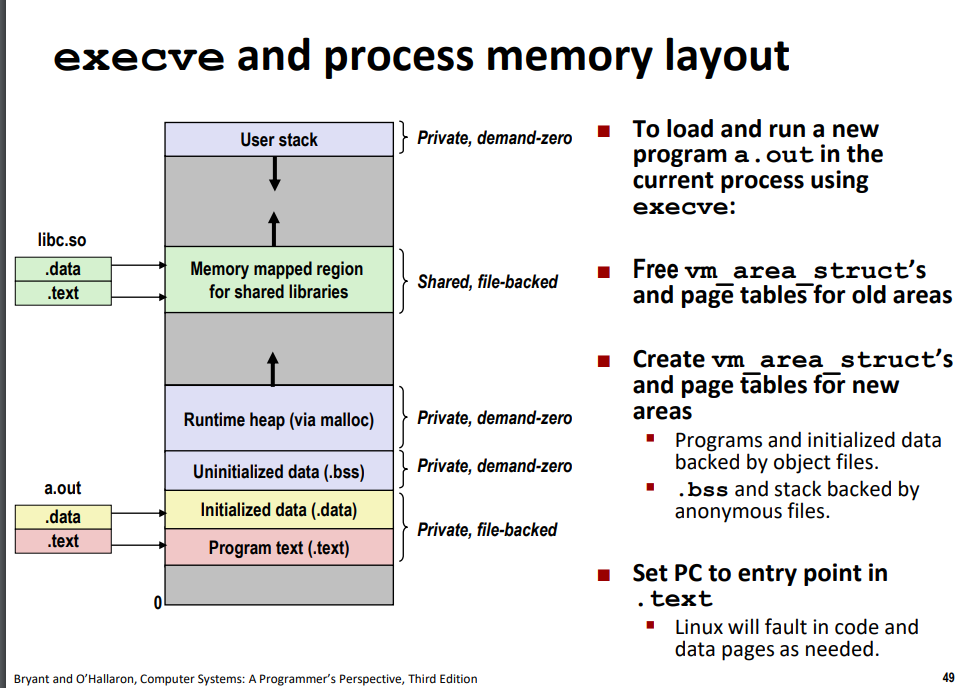 execve and process memory layout
User stack
Private, demand-zero
libc.so
.data
.text
Memory mapped region
for shared libraries
Shared, file-backed
Runtime heap (via malloc)
Private, demand-zero
Uninitialized data (.bss)
Private, demand-zero
a.out
.data
.text
Initialized data (.data)
Program text (.text)
Private, file-backed
0
To load and run a new
program a.out in the
current process using
execve:
Free vm_area_struct’s
and page tables for old areas
Create vm_area_struct’s
and page tables for new
areas
Programs and initialized data
backed by object files.
.bss and stack backed by
anonymous files.
Set PC to entry point in
.text
Linux will fault in code and
data pages as needed.
Bryant and O’Hallaron, Computer Systems: A Programmer’s Perspective, Third Edition
49